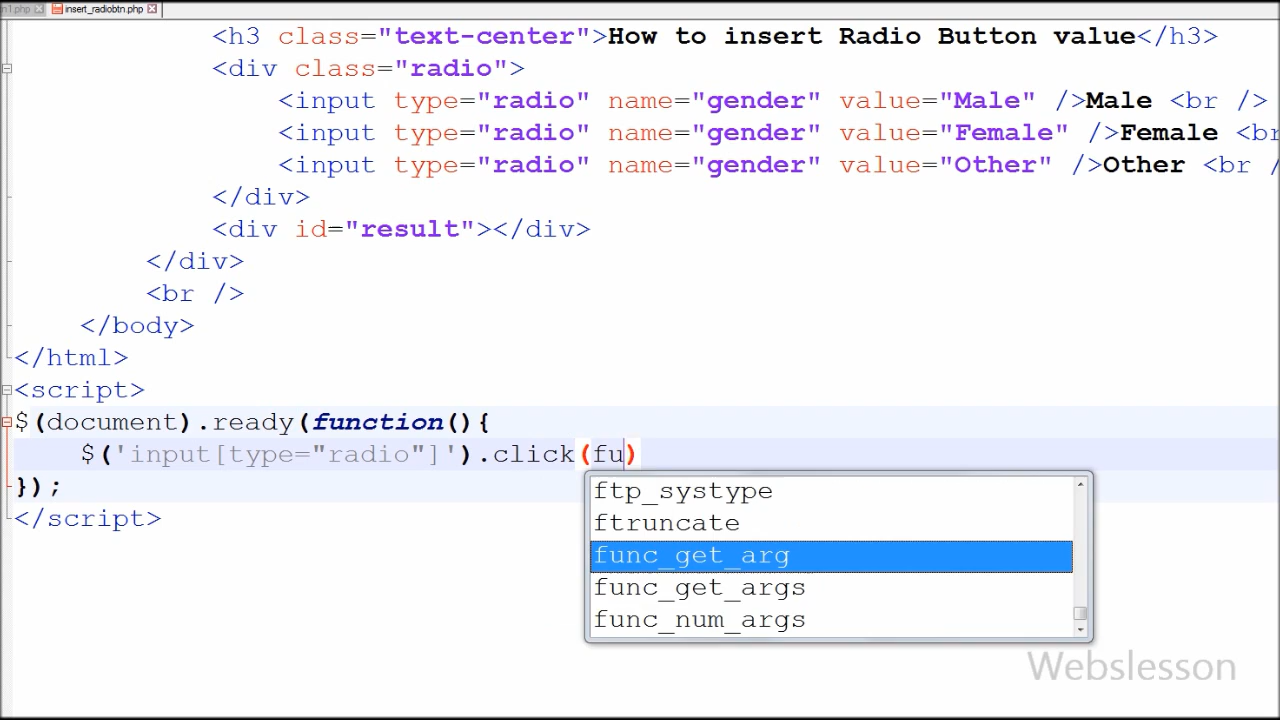 n1.php insert_radiobtn.php
<h3 class="text-center">How to insert Radio Button value</h3>
<div class="radio">
<input type="radio" name="gender" value="Male" />Male <br />
<input type="radio" name="gender" value="Female" />Female <br
<input type="radio" name="gender" value="Other" />Other <br /
</div>
<div id="result"></div>
</div>
<br />
</body>
</html>
<script>
$(document).ready(function(){
$('input[type="radio"]').click(fu)
});
</script>
ftp_systype
ftruncate
func_get_arg
func_get_args
func_num_args
Webslesson